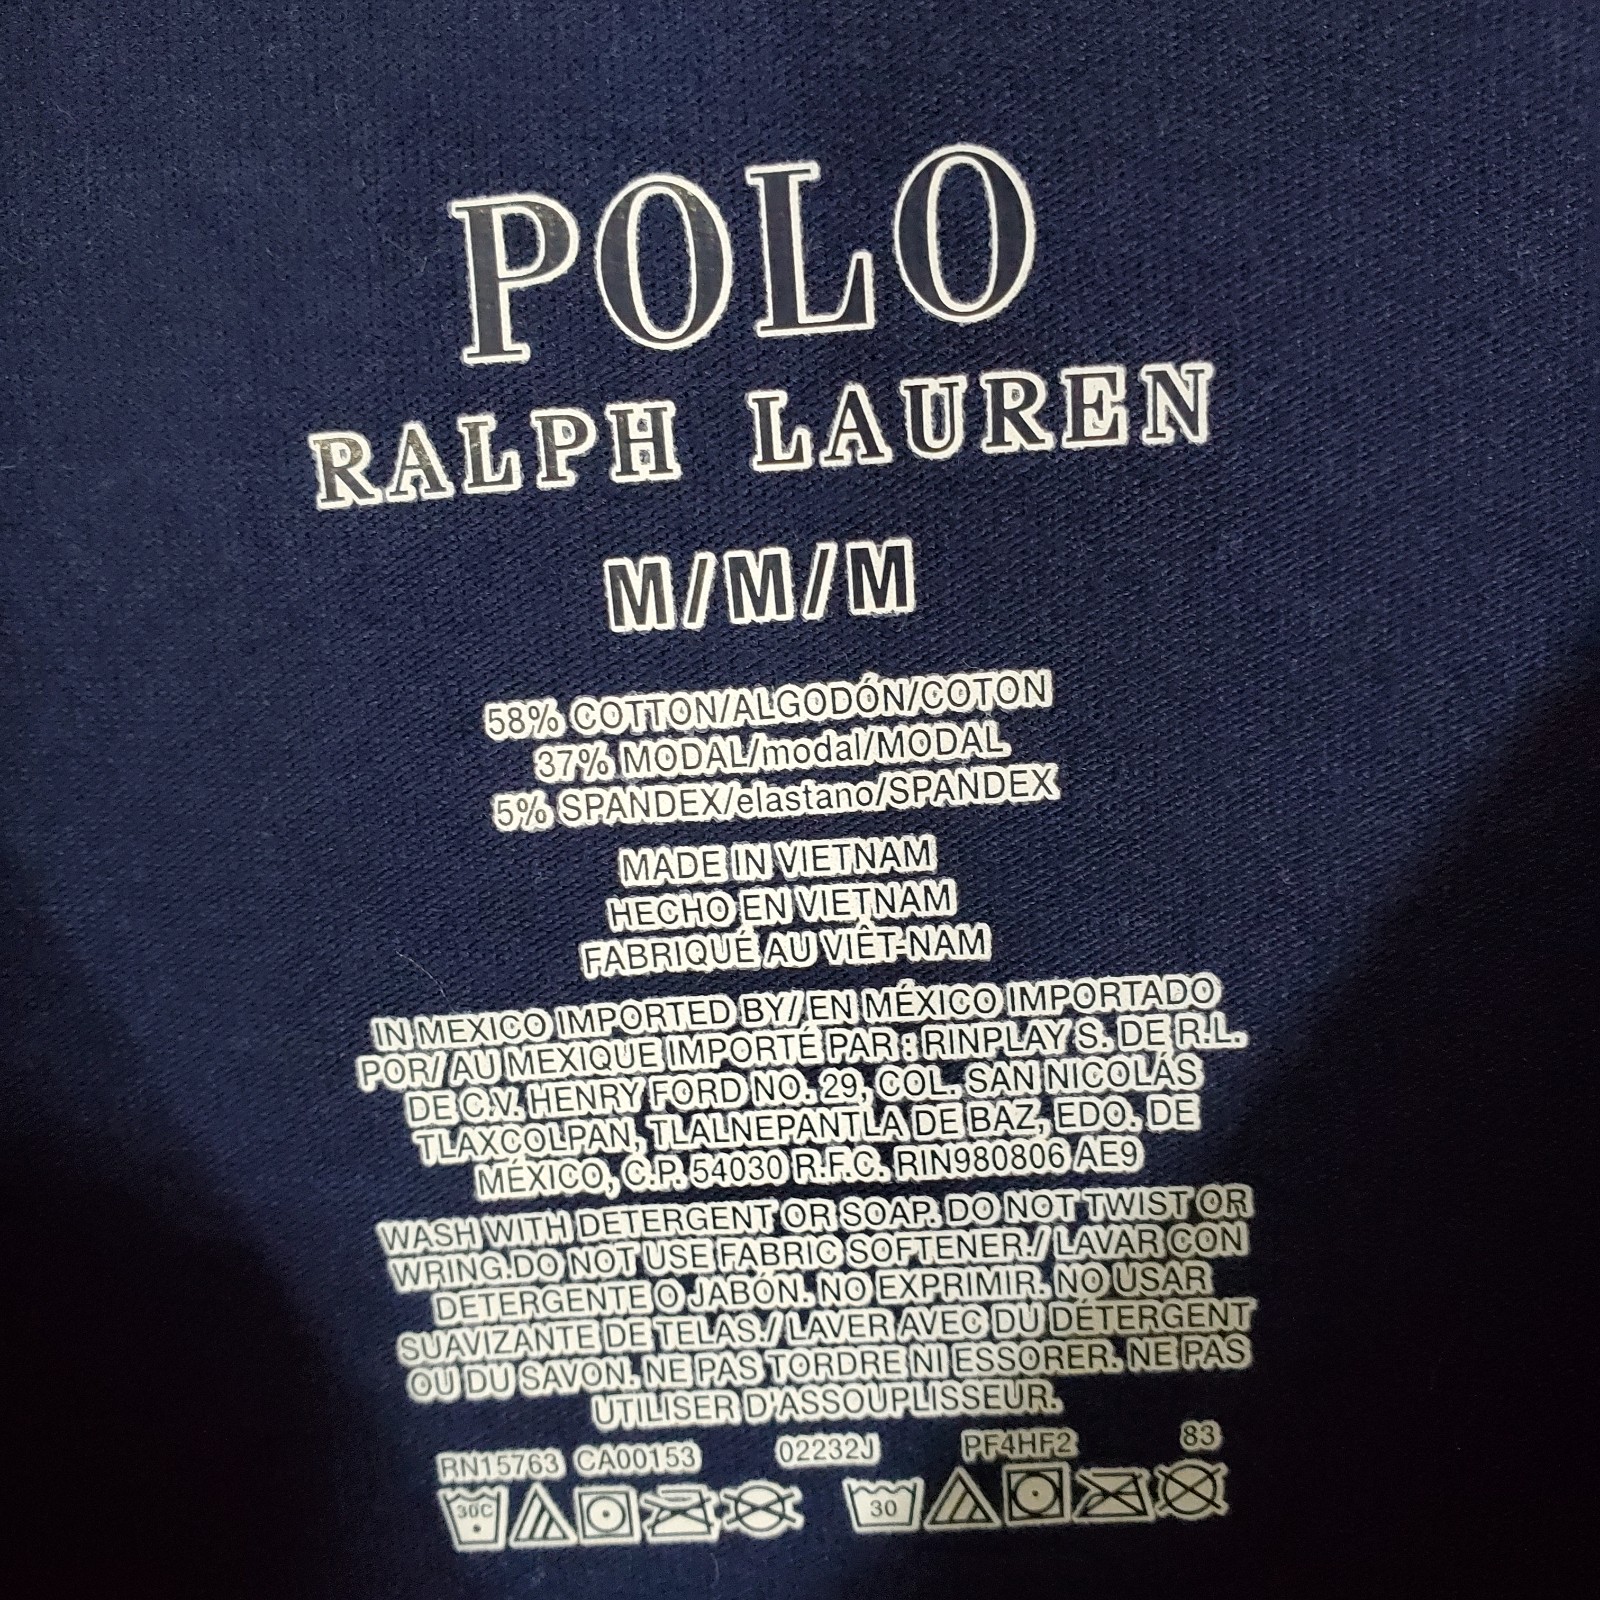 POLO
RALPH LAUREN
M/M/M
58% COTTON/ALGODÓN/COTON
37% MODAL/modal/MODAL
5% SPANDEX/elastano/SPANDEX
MADE IN VIETNAM
HECHO EN VIETNAM
FABRIQUÉ AU VIÊT-NAM
IN MEXICO IMPORTED BY/ EN MÉXICO IMPORTADO
POR/ AU MEXIQUE IMPORTÉ PAR : RINPLAY S. DE R.L.
DE C.V. HENRY FORD NO. 29, COL. SAN NICOLÁS
TLAXCOLPAN, TLALNEPANTLA DE BAZ, EDO. DE
MÉXICO, C.P. 54030 R.F.C. RIN980806 AE9
WASH WITH DETERGENT OR SOAP. DO NOT TWIST OR
WRING.DO NOT USE FABRIC SOFTENER./ LAVAR CON
DETERGENTE O JABÓN. NO EXPRIMIR. NO USAR
SUAVIZANTE DE TELAS./ LAVER AVEC DU DÉTERGENT
OU DU SAVON. NE PAS TORDRE NI ESSORER. NE PAS
UTILISER D'ASSOUPLISSEUR.
RN15763 CA00153 02232J PF4HF2 83
30C 30